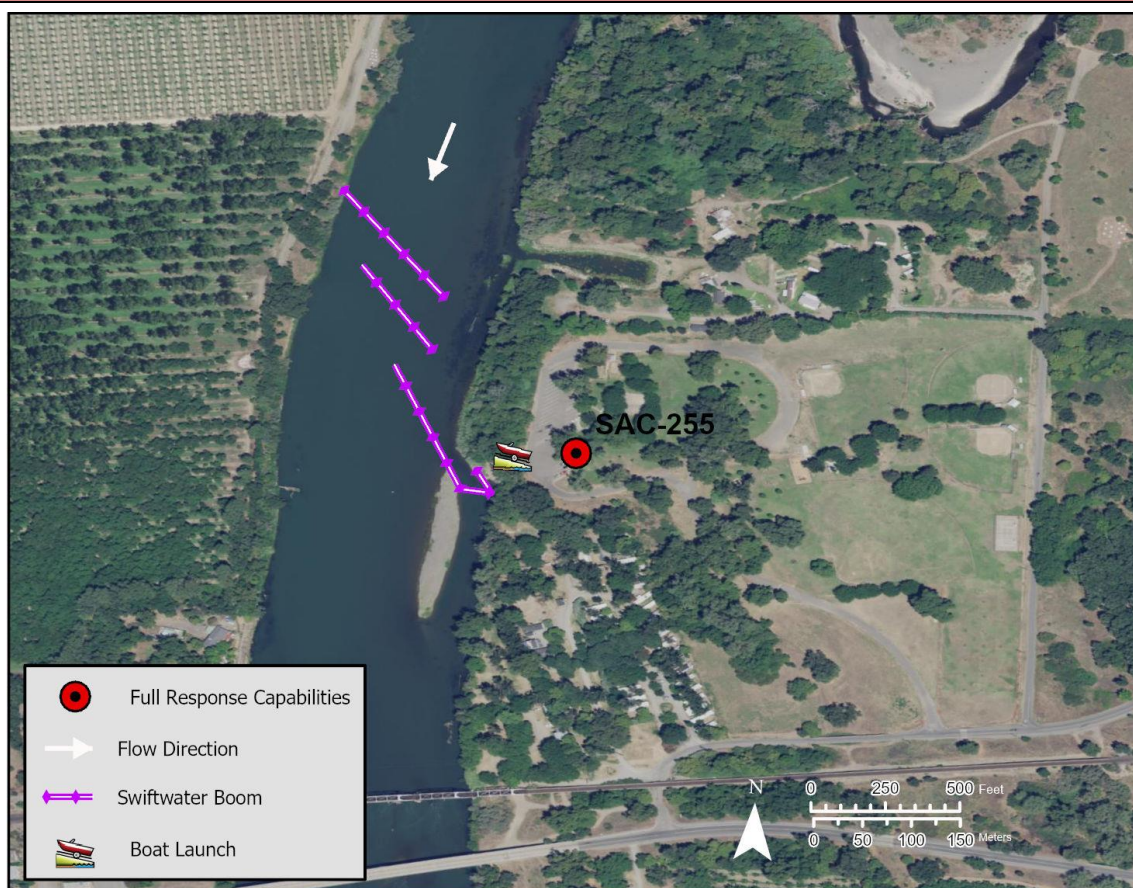 SAC-255
Full Response Capabilities
Flow Direction
Swiftwater Boom
Boat Launch
N
0 250 500 Feet
0 50 100 150 Meters